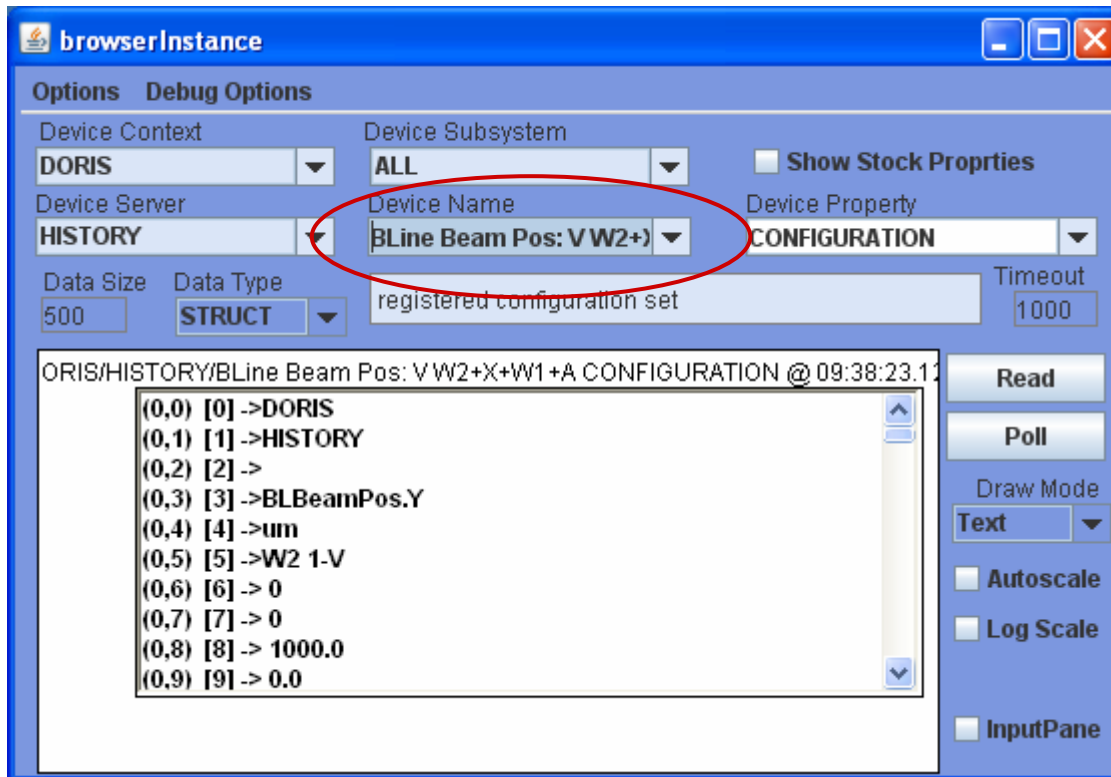 browserInstance
Options Debug Options
Device Context Device Subsystem
DORIS ALL Show Stock Proprties
Device Server Device Name Device Property
HISTORY BLine Beam Pos: V W2+X CONFIGURATION
Data Size Data Type registered configuration set Timeout
500 STRUCT 1000
ORIS/HISTORY/BLine Beam Pos: V W2+X+W1+A CONFIGURATION @ 09:38:23.12 Read
(0,0) [0] ->DORIS
(0,1) [1] ->HISTORY Poll
(0,2) [2] ->
(0,3) [3] ->BLBeamPos.Y Draw Mode
(0,4) [4] ->um Text
(0,5) [5] ->W2 1-V
(0,6) [6] -> 0 Autoscale
(0,7) [7] -> 0 Log Scale
(0,8) [8] -> 1000.0
(0,9) [9] -> 0.0
InputPane